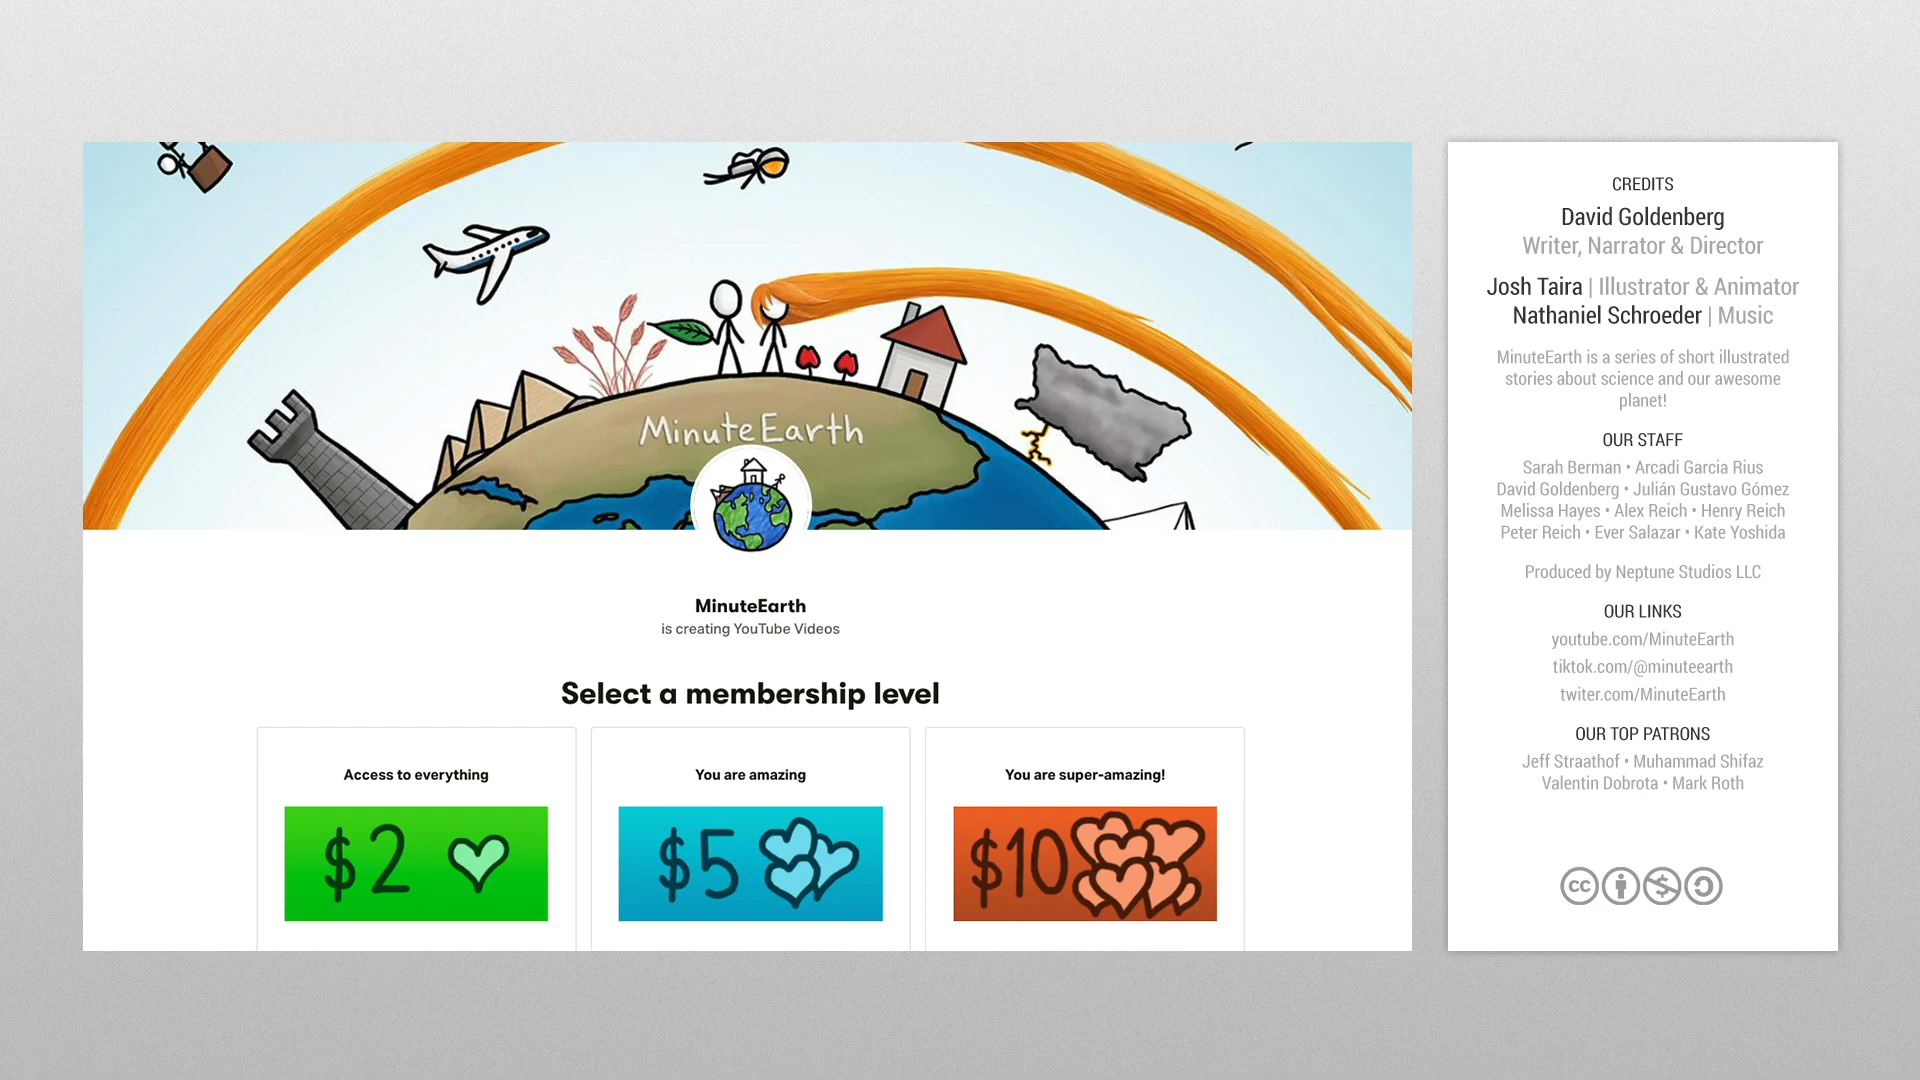 MinuteEarth
MinuteEarth
is creating YouTube Videos
Select a membership level
Access to everything
You are amazing
You are super-amazing!
$2
$5
$10
CREDITS
David Goldenberg
Writer, Narrator & Director
Josh Taira | Illustrator & Animator
Nathaniel Schroeder | Music
MinuteEarth is a series of short illustrated
stories about science and our awesome
planet!
OUR STAFF
Sarah Berman • Arcadi Garcia Rius
David Goldenberg • Julián Gustavo Gómez
Melissa Hayes • Alex Reich • Henry Reich
Peter Reich • Ever Salazar • Kate Yoshida
Produced by Neptune Studios LLC
OUR LINKS
youtube.com/MinuteEarth
tiktok.com/@minuteearth
twiter.com/MinuteEarth
OUR TOP PATRONS
Jeff Straathof • Muhammad Shifaz
Valentin Dobrota • Mark Roth
cc